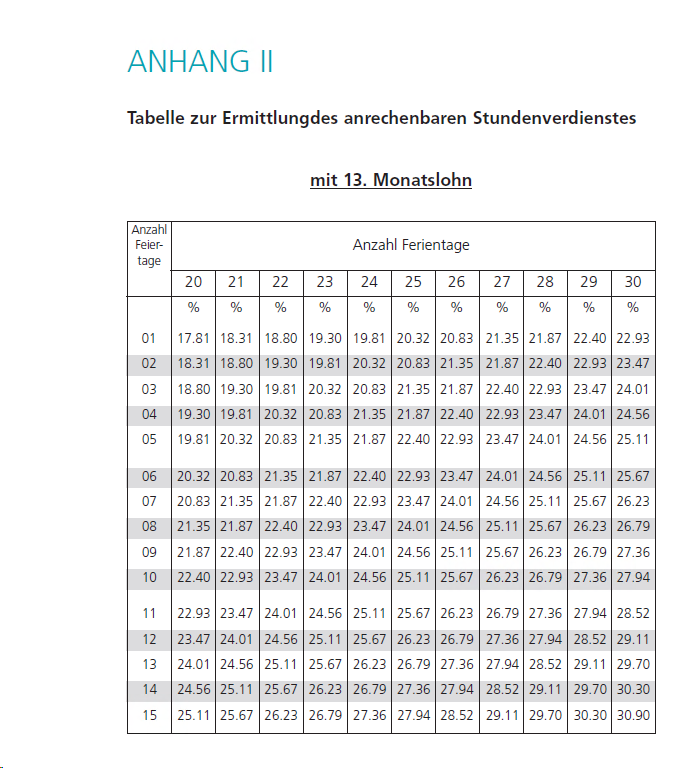 ANHANG II
Tabelle zur Ermittlungdes anrechenbaren Stundenverdienstes
mit 13. Monatslohn
Anzahl
Feier-
tage
Anzahl Ferientage
20 21 22 23 24 25 26 27 28 29 30
% % % % % % % % % % %
01 17.81 18.31 18.80 19.30 19.81 20.32 20.83 21.35 21.87 22.40 22.93
02 18.31 18.80 19.30 19.81 20.32 20.83 21.35 21.87 22.40 22.93 23.47
03 18.80 19.30 19.81 20.32 20.83 21.35 21.87 22.40 22.93 23.47 24.01
04 19.30 19.81 20.32 20.83 21.35 21.87 22.40 22.93 23.47 24.01 24.56
05 19.81 20.32 20.83 21.35 21.87 22.40 22.93 23.47 24.01 24.56 25.11
06 20.32 20.83 21.35 21.87 22.40 22.93 23.47 24.01 24.56 25.11 25.67
07 20.83 21.35 21.87 22.40 22.93 23.47 24.01 24.56 25.11 25.67 26.23
08 21.35 21.87 22.40 22.93 23.47 24.01 24.56 25.11 25.67 26.23 26.79
09 21.87 22.40 22.93 23.47 24.01 24.56 25.11 25.67 26.23 26.79 27.36
10 22.40 22.93 23.47 24.01 24.56 25.11 25.67 26.23 26.79 27.36 27.94
11 22.93 23.47 24.01 24.56 25.11 25.67 26.23 26.79 27.36 27.94 28.52
12 23.47 24.01 24.56 25.11 25.67 26.23 26.79 27.36 27.94 28.52 29.11
13 24.01 24.56 25.11 25.67 26.23 26.79 27.36 27.94 28.52 29.11 29.70
14 24.56 25.11 25.67 26.23 26.79 27.36 27.94 28.52 29.11 29.70 30.30
15 25.11 25.67 26.23 26.79 27.36 27.94 28.52 29.11 29.70 30.30 30.90